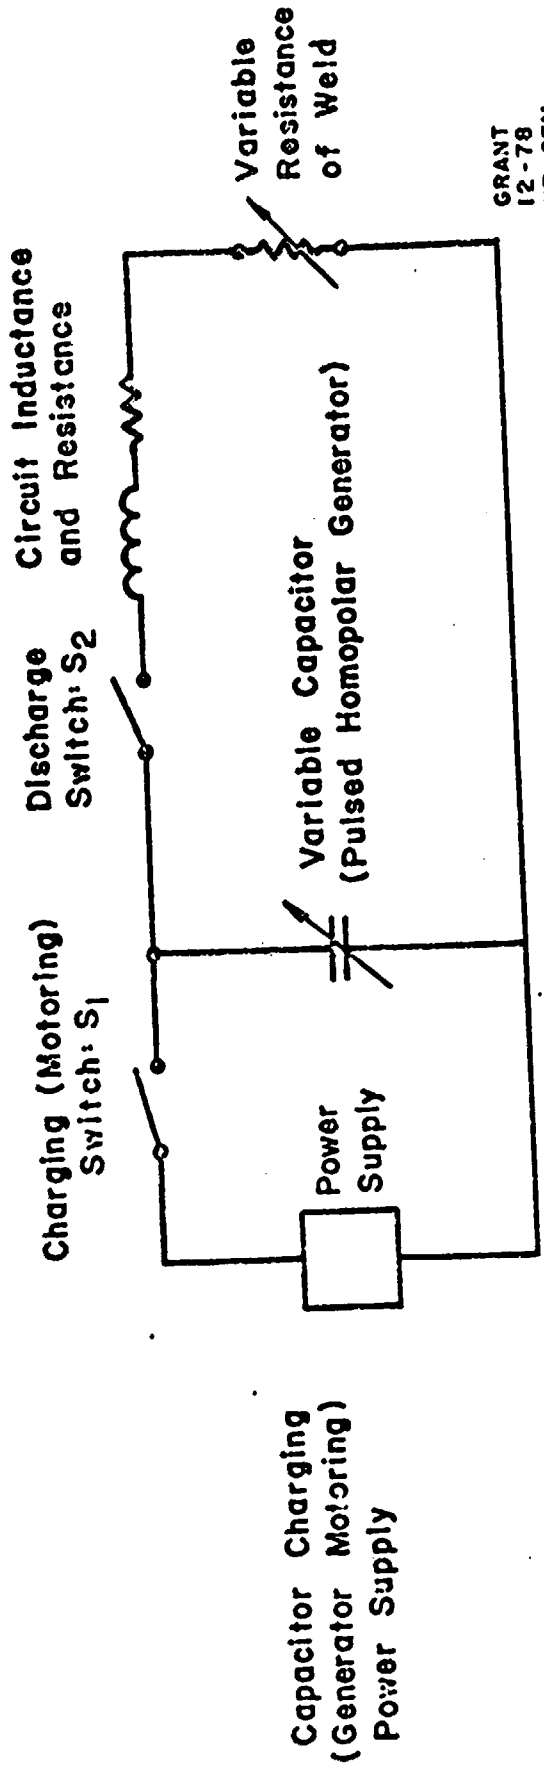 Charging (Motoring)
Switch: S1
Discharge
Switch: S2
Circuit Inductance
and Resistance
Capacitor Charging
(Generator Motoring)
Power Supply
Power
Supply
Variable Capacitor
(Pulsed Homopolar Generator)
Variable
Resistance
of Weld
GRANT
12-78